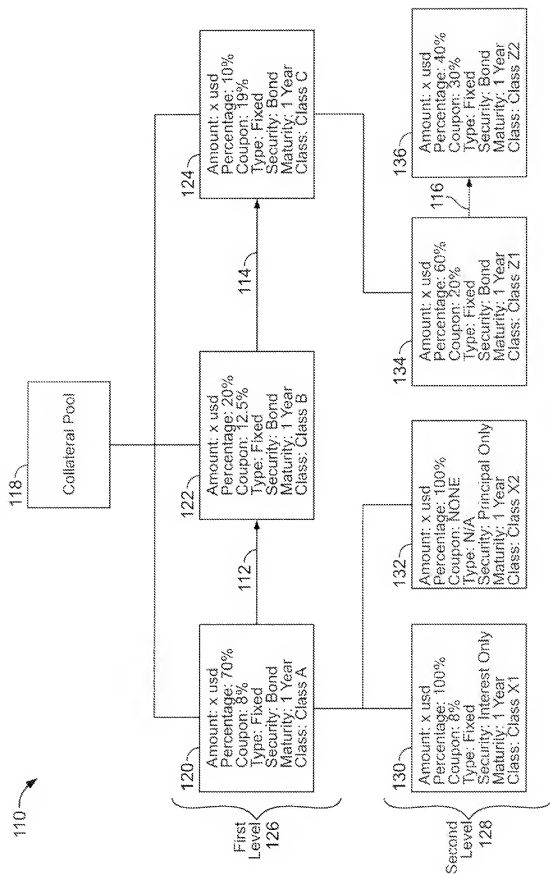 110
118
Collateral Pool
120
Amount: x usd
Percentage: 70%
Coupon: 8%
Type: Fixed
Security: Bond
Maturity: 1 Year
Class: Class A
112
122
Amount: x usd
Percentage: 20%
Coupon: 12.5%
Type: Fixed
Security: Bond
Maturity: 1 Year
Class: Class B
114
124
Amount: x usd
Percentage: 10%
Coupon: 19%
Type: Fixed
Security: Bond
Maturity: 1 Year
Class: Class C
First
Level
126
130
Amount: x usd
Percentage: 100%
Coupon: 8%
Type: Fixed
Security: Interest Only
Maturity: 1 Year
Class: Class X1
132
Amount: x usd
Percentage: 100%
Coupon: NONE
Type: N/A
Security: Principal Only
Maturity: 1 Year
Class: Class X2
134
Amount: x usd
Percentage: 60%
Coupon: 20%
Type: Fixed
Security: Bond
Maturity: 1 Year
Class: Class Z1
116
136
Amount: x usd
Percentage: 40%
Coupon: 30%
Type: Fixed
Security: Bond
Maturity: 1 Year
Class: Class Z2
Second
Level
128